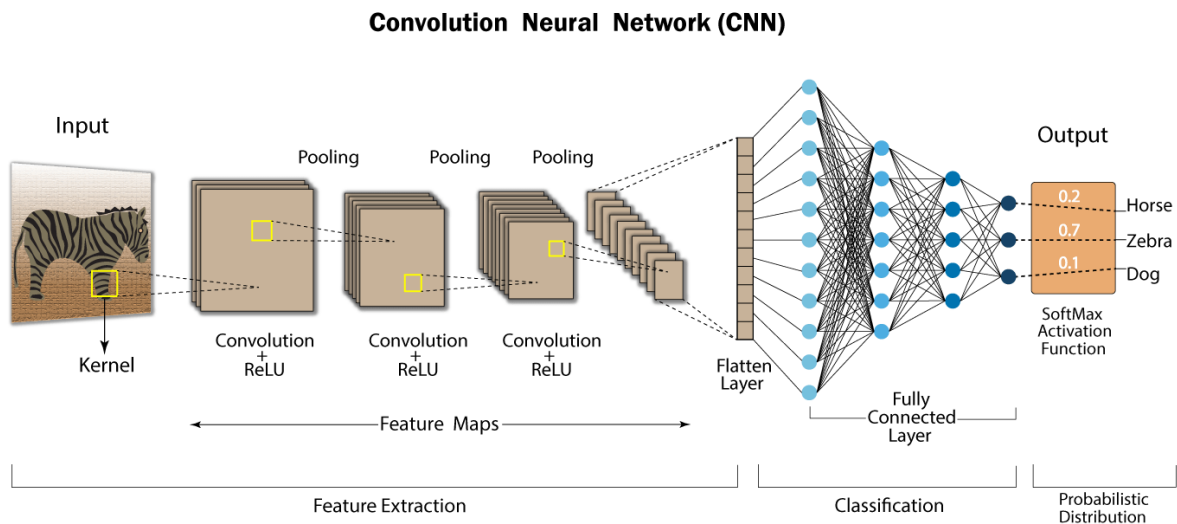 Convolution Neural Network (CNN)
Input
Pooling
Pooling
Pooling
Output
Kernel
Convolution
+
ReLU
Convolution
+
ReLU
Convolution
+
ReLU
Flatten
Layer
0.2
0.7
0.1
Horse
Zebra
Dog
SoftMax
Activation
Function
Feature Maps
Fully
Connected
Layer
Feature Extraction
Classification
Probabilistic
Distribution